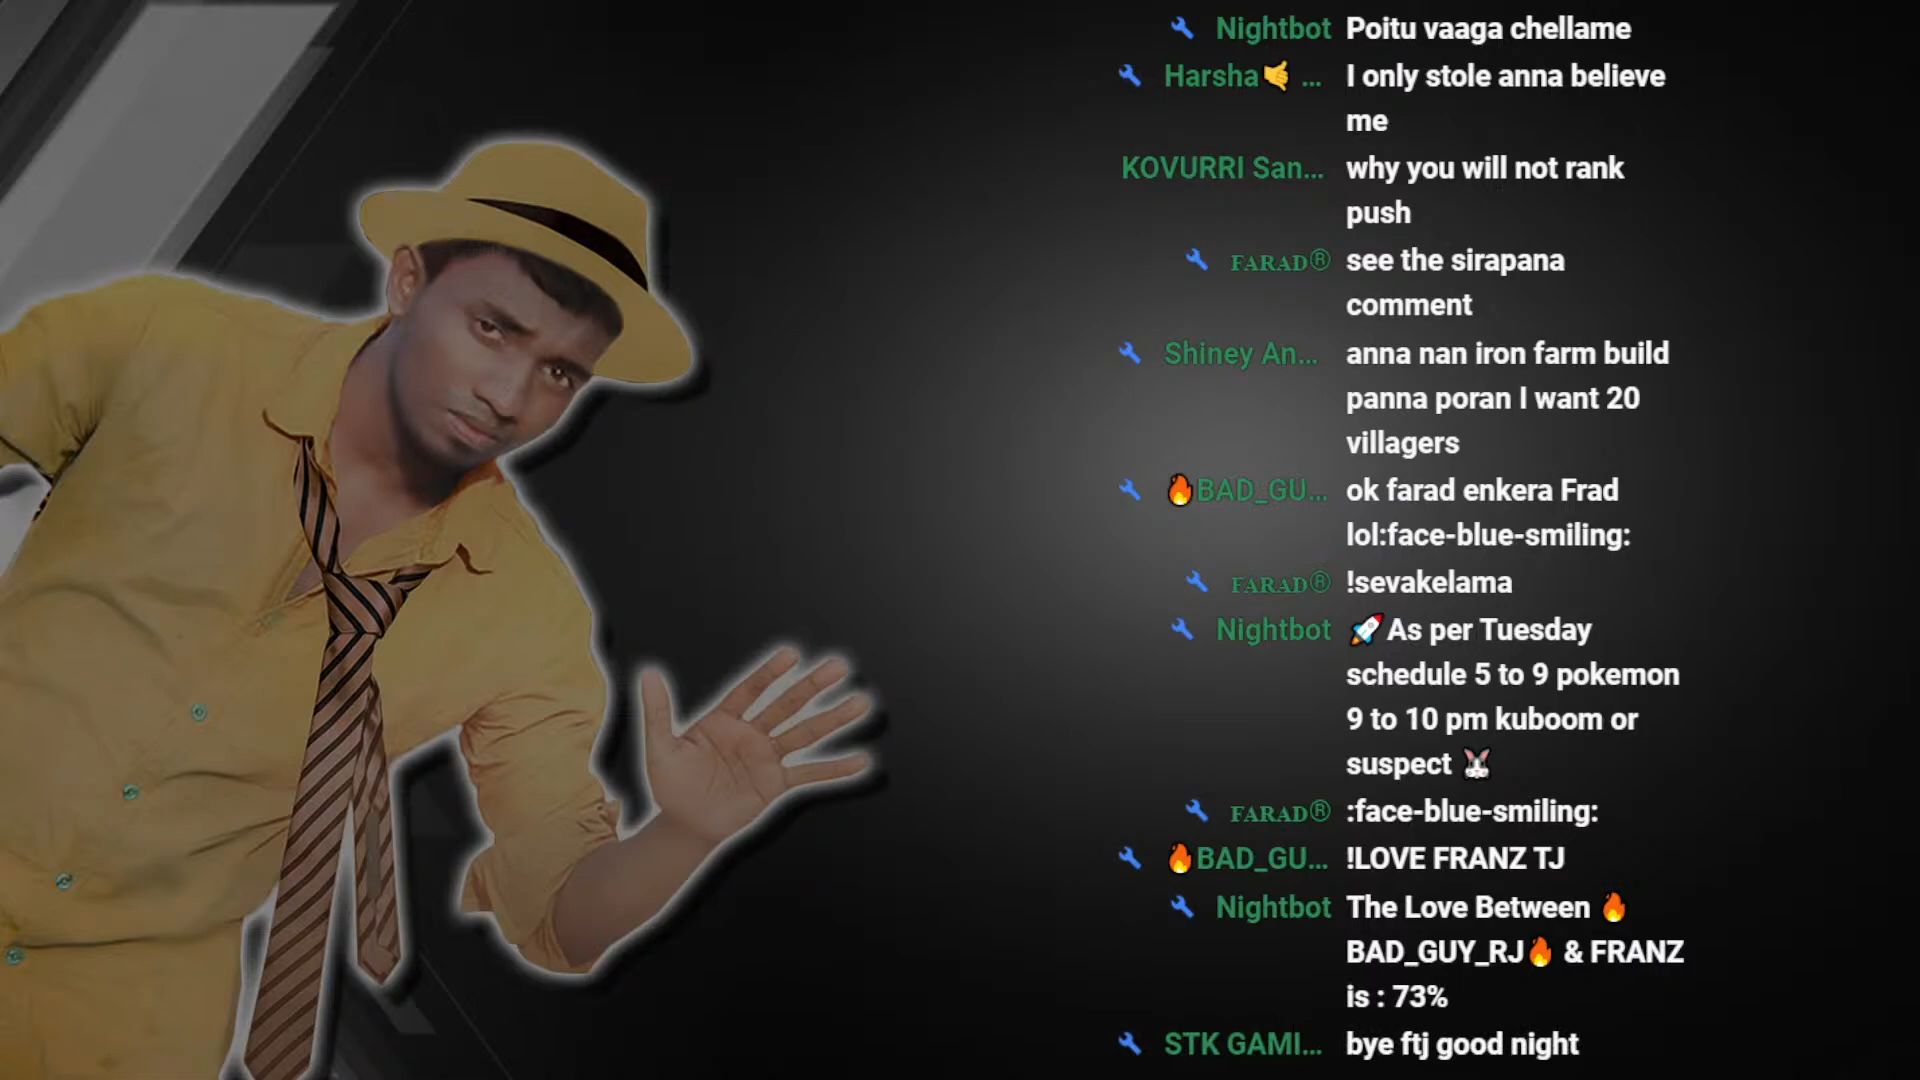 Nightbot Poitu vaaga chellame
Harsha🤙 ... I only stole anna believe
me
KOVURRI San... why you will not rank
push
FARAD® see the sirapana
comment
Shiney An... anna nan iron farm build
panna poran I want 20
villagers
🔥BAD_GU... ok farad enkera Frad
lol:face-blue-smiling:
FARAD® !sevakelama
Nightbot 🚀As per Tuesday
schedule 5 to 9 pokemon
9 to 10 pm kuboom or
suspect 🐰
FARAD® :face-blue-smiling:
🔥BAD_GU... !LOVE FRANZ TJ
Nightbot The Love Between 🔥
BAD_GUY_RJ🔥 & FRANZ
is : 73%
STK GAMI... bye ftj good night